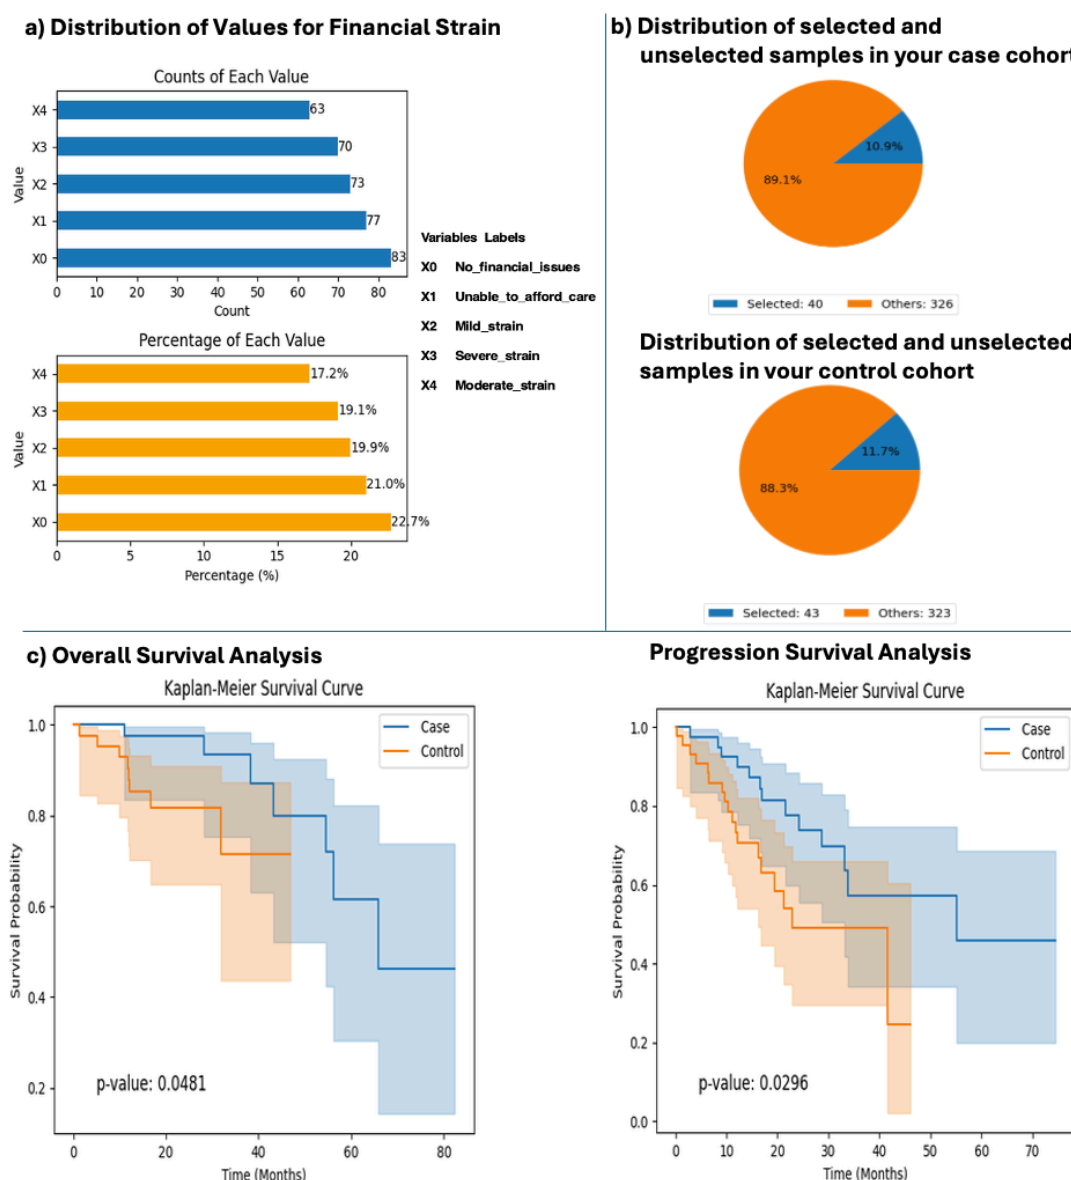 a) Distribution of Values for Financial Strain
Counts of Each Value
X4
63
X3
70
X2
73
X1
77
X0
83
Value
0 10 20 30 40 50 60 70 80
Count
Percentage of Each Value
X4
17.2%
X3
19.1%
X2
19.9%
X1
21.0%
X0
22.7%
Value
0 5 10 15 20
Percentage (%)
Variables Labels
X0 No_financial_issues
X1 Unable_to_afford_care
X2 Mild_strain
X3 Severe_strain
X4 Moderate_strain
b) Distribution of selected and
unselected samples in your case cohort
10.9%
89.1%
Selected: 40 Others: 326
Distribution of selected and unselected
samples in your control cohort
11.7%
88.3%
Selected: 43 Others: 323
c) Overall Survival Analysis
Kaplan-Meier Survival Curve
Case
Control
1.0
0.8
0.6
0.4
0.2
Survival Probability
p-value: 0.0481
0 20 40 60 80
Time (Months)
Progression Survival Analysis
Kaplan-Meier Survival Curve
Case
Control
1.0
0.8
0.6
0.4
0.2
0.0
Survival Probability
p-value: 0.0296
0 10 20 30 40 50 60 70
Time (Months)